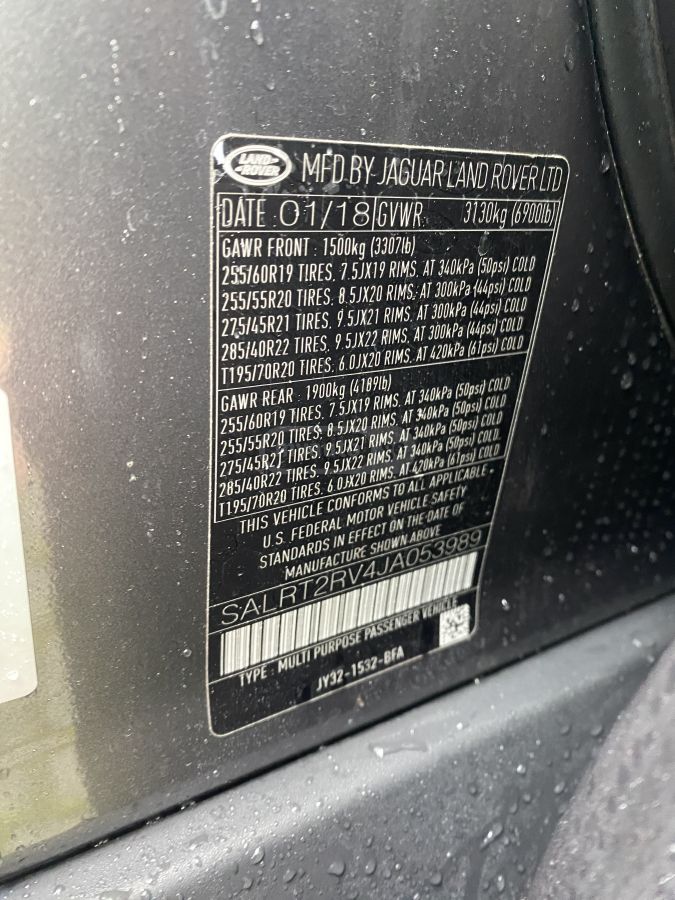 LAND-
-ROVER
MFD BY JAGUAR LAND ROVER LTD
DATE 01/18 GVWR 3130kg (6900lb)
GAWR FRONT : 1500kg (3307lb)
255/60R19 TIRES, 7.5JX19 RIMS, AT 340kPa (50psi) COLD
255/55R20 TIRES, 8.5JX20 RIMS, AT 300kPa (44psi) COLD
275/45R21 TIRES, 9.5JX21 RIMS, AT 300kPa (44psi) COLD
285/40R22 TIRES, 9.5JX22 RIMS, AT 300kPa (44psi) COLD
T195/70R20 TIRES, 6.0JX20 RIMS, AT 420kPa (61psi) COLD
GAWR REAR : 1900kg (4189lb)
255/60R19 TIRES, 7.5JX19 RIMS, AT 340kPa (50psi) COLD
255/55R20 TIRES, 8.5JX20 RIMS, AT 340kPa (50psi) COLD
275/45R21 TIRES, 9.5JX21 RIMS, AT 340kPa (50psi) COLD
285/40R22 TIRES, 9.5JX22 RIMS, AT 340kPa (50psi) COLD
T195/70R20 TIRES, 6.0JX20 RIMS, AT 420kPa (61psi) COLD
THIS VEHICLE CONFORMS TO ALL APPLICABLE
U.S. FEDERAL MOTOR VEHICLE SAFETY
STANDARDS IN EFFECT ON THE DATE OF
MANUFACTURE SHOWN ABOVE
SALRT2RV4JA053989
TYPE : MULTI PURPOSE PASSENGER VEHICLE
JY32-1532-BFA